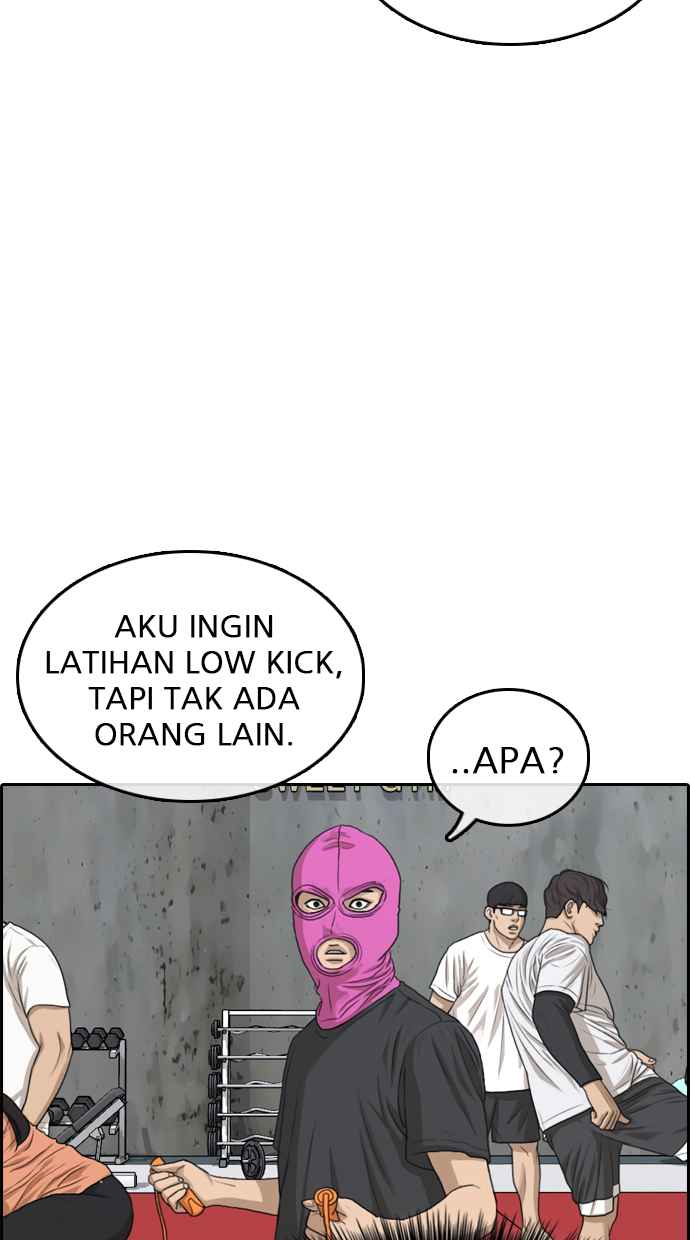 AKU INGIN
LATIHAN LOW KICK,
TAPI TAK ADA
ORANG LAIN.
..APA?